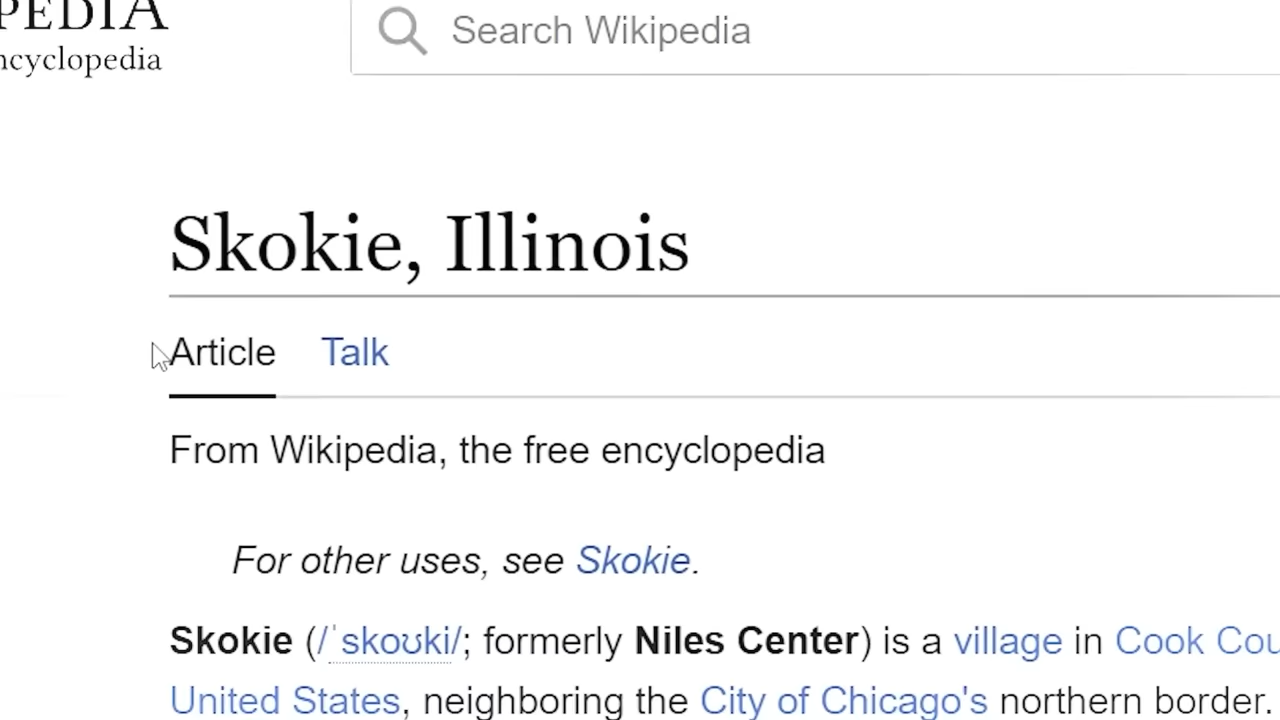 PEDIA
Search Wikipedia
ncyclopedia
Skokie, Illinois
Article Talk
From Wikipedia, the free encyclopedia
For other uses, see Skokie.
Skokie (/ˈskoʊki/; formerly Niles Center) is a village in Cook Cou
United States, neighboring the City of Chicago's northern border.